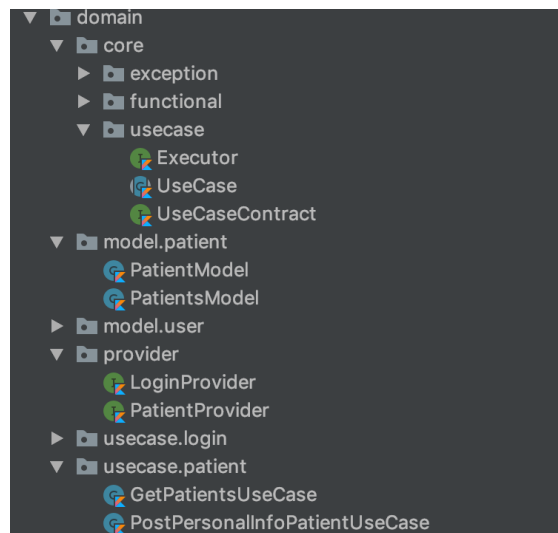 domain
core
exception
functional
usecase
Executor
UseCase
UseCaseContract
model.patient
PatientModel
PatientsModel
model.user
provider
LoginProvider
PatientProvider
usecase.login
usecase.patient
GetPatientsUseCase
PostPersonalInfoPatientUseCase